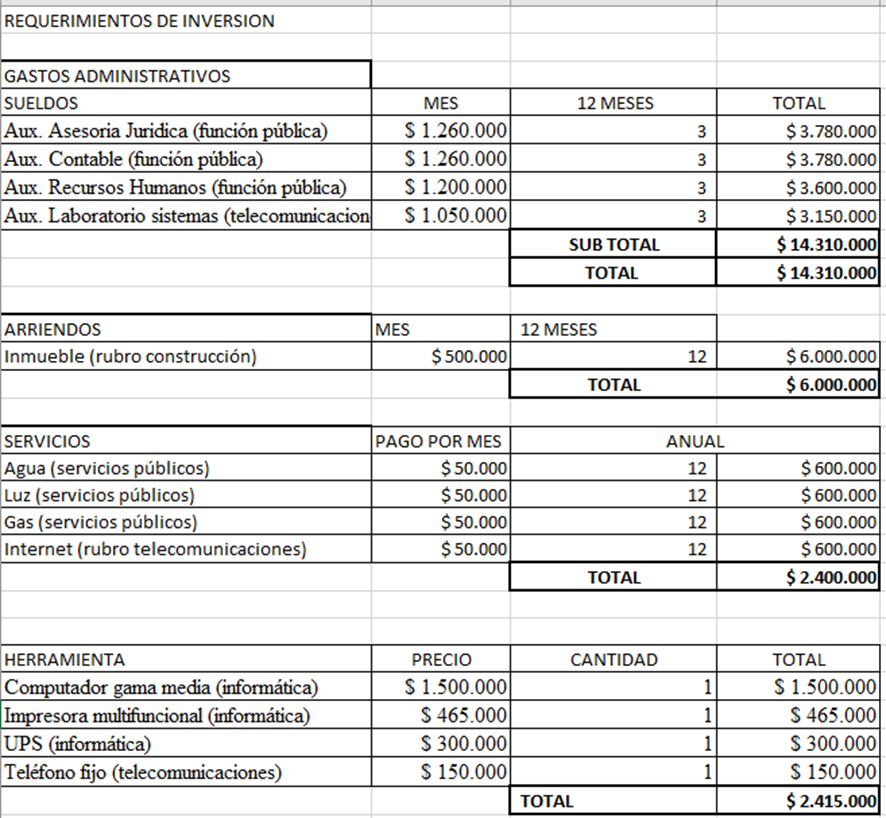 REQUERIMIENTOS DE INVERSION
GASTOS ADMINISTRATIVOS
SUELDOS MES 12 MESES TOTAL
Aux. Asesoria Juridica (función pública) $ 1.260.000 3 $ 3.780.000
Aux. Contable (función pública) $ 1.260.000 3 $ 3.780.000
Aux. Recursos Humanos (función pública) $ 1.200.000 3 $ 3.600.000
Aux. Laboratorio sistemas (telecomunicacion $ 1.050.000 3 $ 3.150.000
SUB TOTAL $ 14.310.000
TOTAL $ 14.310.000
ARRIENDOS MES 12 MESES
Inmueble (rubro construcción) $ 500.000 12 $ 6.000.000
TOTAL $ 6.000.000
SERVICIOS PAGO POR MES ANUAL
Agua (servicios públicos) $ 50.000 12 $ 600.000
Luz (servicios públicos) $ 50.000 12 $ 600.000
Gas (servicios públicos) $ 50.000 12 $ 600.000
Internet (rubro telecomunicaciones) $ 50.000 12 $ 600.000
TOTAL $ 2.400.000
HERRAMIENTA PRECIO CANTIDAD TOTAL
Computador gama media (informática) $ 1.500.000 1 $ 1.500.000
Impresora multifuncional (informática) $ 465.000 1 $ 465.000
UPS (informática) $ 300.000 1 $ 300.000
Teléfono fijo (telecomunicaciones) $ 150.000 1 $ 150.000
TOTAL $ 2.415.000